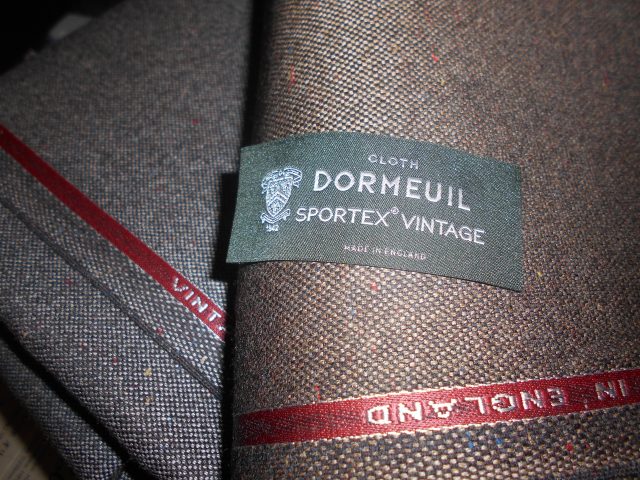 CLOTH
DORMEUIL
SPORTEX® VINTAGE
MADE IN ENGLAND
1842
VINT
IN ENGLAND